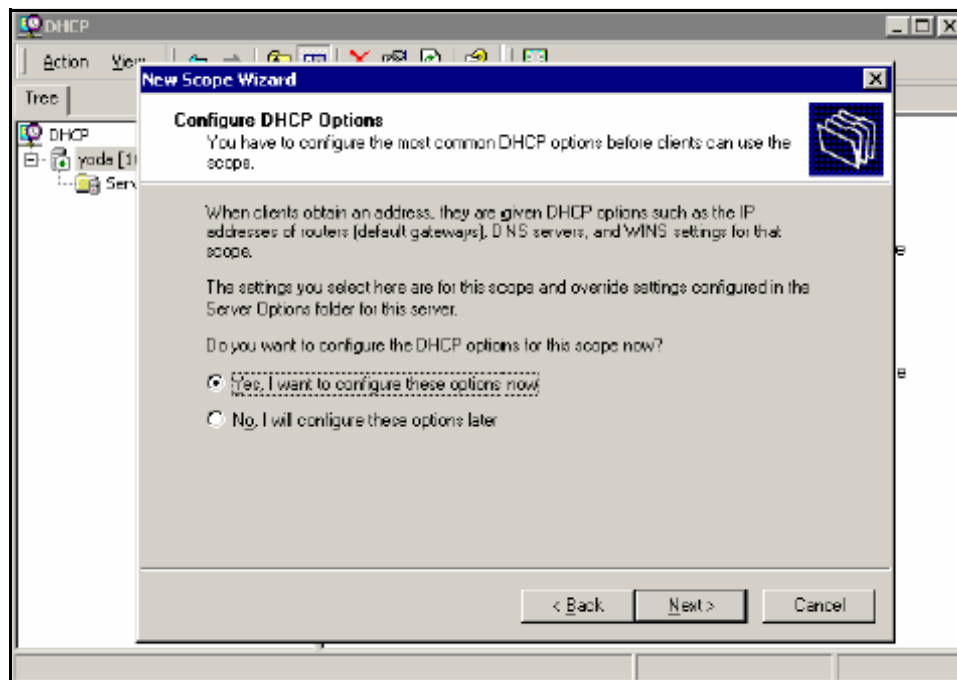 DHCP
Action View
New Scope Wizard
Tree
Configure DHCP Options
You have to configure the most common DHCP options before clients can use the
scope.
DHCP
yoda [1
Serv
When clients obtain an address, they are given DHCP options such as the IP
addresses of routers (default gateways), DNS servers, and WINS settings for that
scope.
e
The settings you select here are for this scope and override settings configured in the
Server Options folder for this server.
Do you want to configure the DHCP options for this scope now?
e
Yes, I want to configure these options now
No, I will configure these options later
< Back Next > Cancel